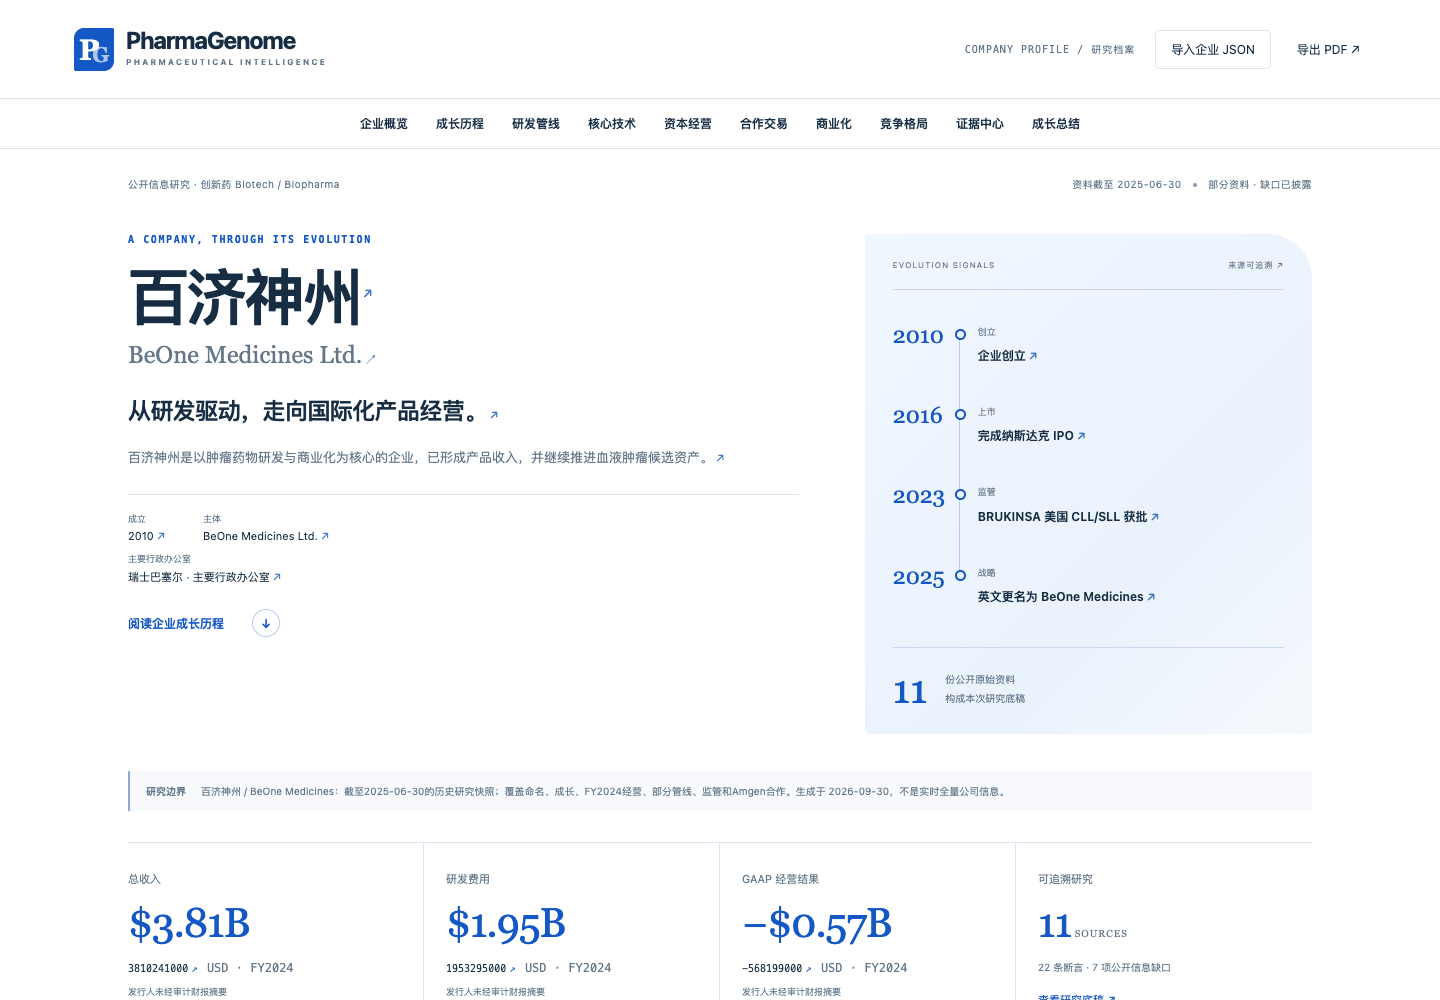 PG
PharmaGenome
PHARMACEUTICAL INTELLIGENCE
COMPANY PROFILE / 研究档案
导入企业 JSON
导出 PDF ↗
企业概览 成长历程 研发管线 核心技术 资本经营 合作交易 商业化 竞争格局 证据中心 成长总结
公开信息研究 · 创新药 Biotech / Biopharma
资料截至 2025-06-30 • 部分资料 · 缺口已披露
A COMPANY, THROUGH ITS EVOLUTION
百济神州 ↗
BeOne Medicines Ltd. ↗
从研发驱动，走向国际化产品经营。 ↗
百济神州是以肿瘤药物研发与商业化为核心的企业，已形成产品收入，并继续推进血液肿瘤候选资产。 ↗
成立 主体
2010 ↗ BeOne Medicines Ltd. ↗
主要行政办公室
瑞士巴塞尔 · 主要行政办公室 ↗
阅读企业成长历程 ↓
EVOLUTION SIGNALS 来源可追溯 ↗
2010 创立
企业创立 ↗
2016 上市
完成纳斯达克 IPO ↗
2023 监管
BRUKINSA 美国 CLL/SLL 获批 ↗
2025 战略
英文更名为 BeOne Medicines ↗
11 份公开原始资料
构成本次研究底稿
研究边界 百济神州 / BeOne Medicines：截至2025-06-30的历史研究快照；覆盖命名、成长、FY2024经营、部分管线、监管和Amgen合作。生成于 2026-09-30，不是实时全量公司信息。
总收入
$3.81B
3810241000 ↗ USD · FY2024
发行人未经审计财报摘要
研发费用
$1.95B
1953295000 ↗ USD · FY2024
发行人未经审计财报摘要
GAAP 经营结果
−$0.57B
−568199000 ↗ USD · FY2024
发行人未经审计财报摘要
可追溯研究
11 SOURCES
22 条断言 · 7 项公开信息缺口
查看研究底稿 ↗